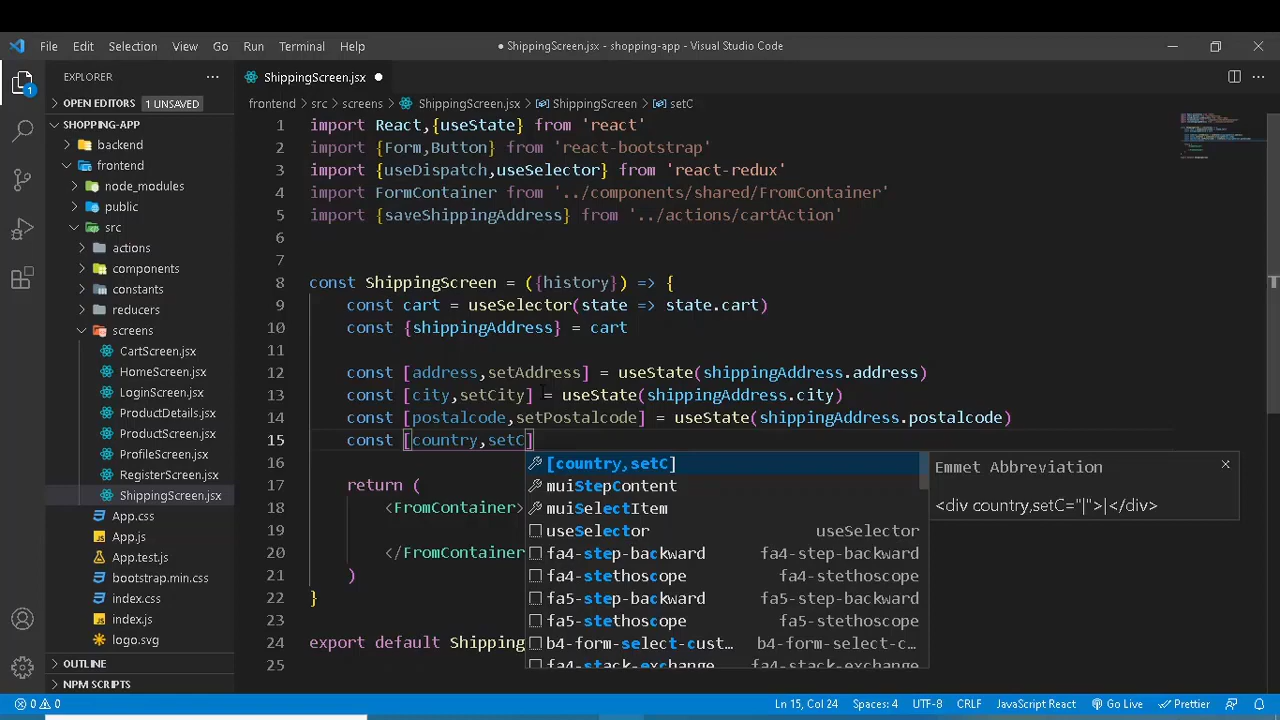 File Edit Selection View Go Run Terminal Help
● ShippingScreen.jsx - shopping-app - Visual Studio Code
EXPLORER
ShippingScreen.jsx
1
OPEN EDITORS 1 UNSAVED
frontend > src > screens > ShippingScreen.jsx > ShippingScreen > setC
SHOPPING-APP
backend
frontend
node_modules
public
src
actions
components
constants
reducers
screens
CartScreen.jsx
HomeScreen.jsx
LoginScreen.jsx
ProductDetails.jsx
ProductScreen.jsx
ProfileScreen.jsx
RegisterScreen.jsx
ShippingScreen.jsx
App.css
App.js
App.test.js
bootstrap.min.css
index.css
index.js
logo.svg
OUTLINE
NPM SCRIPTS
1 import React,{useState} from 'react'
2 import {Form,Button} from 'react-bootstrap'
3 import {useDispatch,useSelector} from 'react-redux'
4 import FormContainer from '../components/shared/FromContainer'
5 import {saveShippingAddress} from '../actions/cartAction'
6
7
8 const ShippingScreen = ({history}) => {
9 const cart = useSelector(state => state.cart)
10 const {shippingAddress} = cart
11
12 const [address,setAddress] = useState(shippingAddress.address)
13 const [city,setCity] = useState(shippingAddress.city)
14 const [postalcode,setPostalcode] = useState(shippingAddress.postalcode)
15 const [country,setC]
16
17 return (
18 <FromContainer>
19
20 </FromContainer
21 )
22 }
23
24 export default Shipping
25
[country,setC]
muiStepContent
muiSelectItem
useSelector useSelector
fa4-step-backward fa4-step-backward
fa4-stethoscope fa4-stethoscope
fa5-step-backward fa5-step-backward
fa5-stethoscope fa5-stethoscope
b4-form-select-cust... b4-form-select-c...
fa4-stack-exchange fa4-stack-exchange
Emmet Abbreviation
<div country,setC="|">|</div>
0 0
Ln 15, Col 24 Spaces: 4 UTF-8 CRLF JavaScript React Go Live Prettier